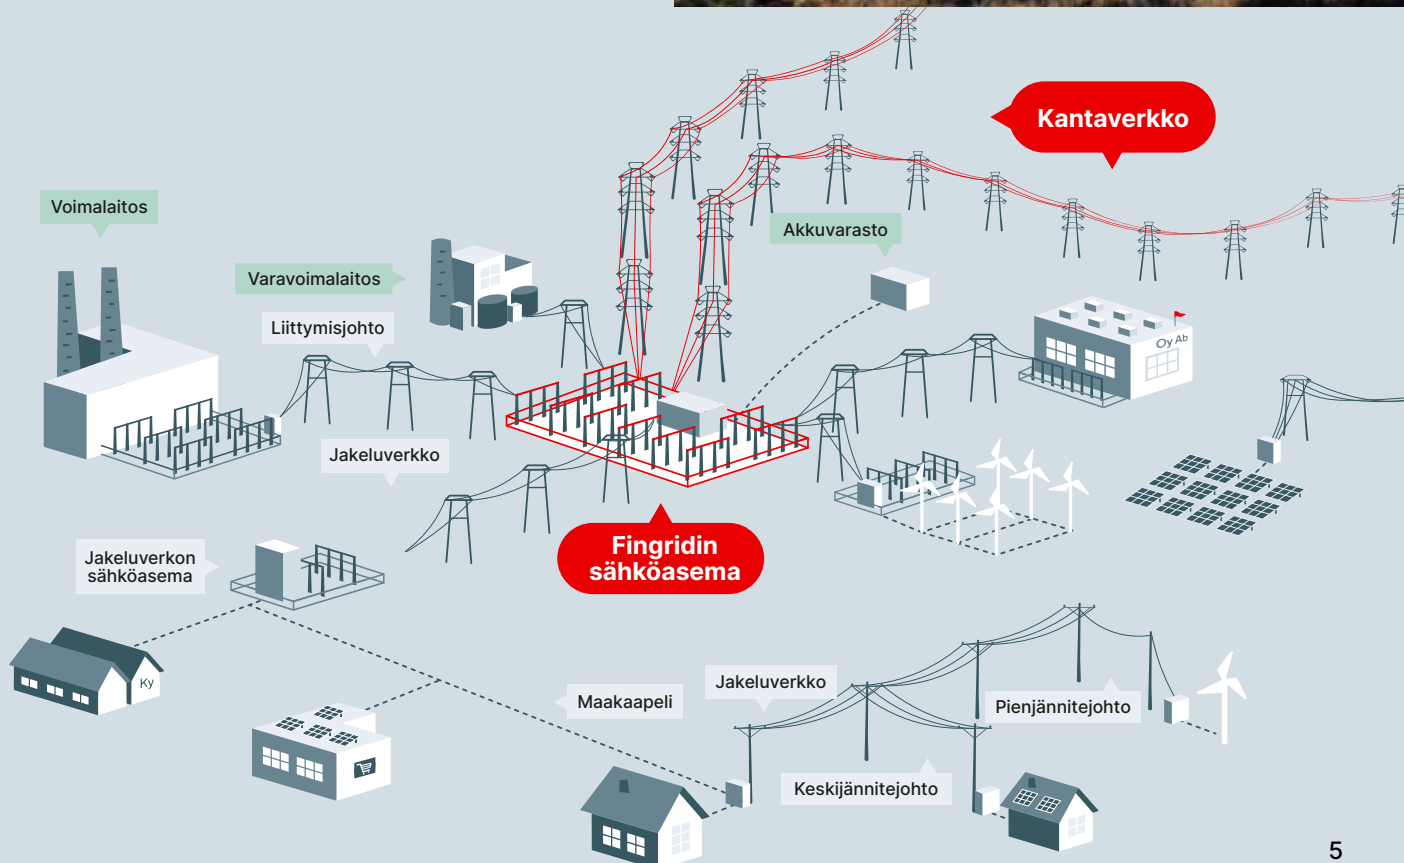 Kantaverkko
Voimalaitos
Akkuvarasto
Varavoimalaitos
Liittymisjohto
Oy Ab
Jakeluverkko
Fingridin
sähköasema
Jakeluverkon
sähköasema
Ky
Maakaapeli
Jakeluverkko
Pienjännitejohto
Keskijännitejohto
5